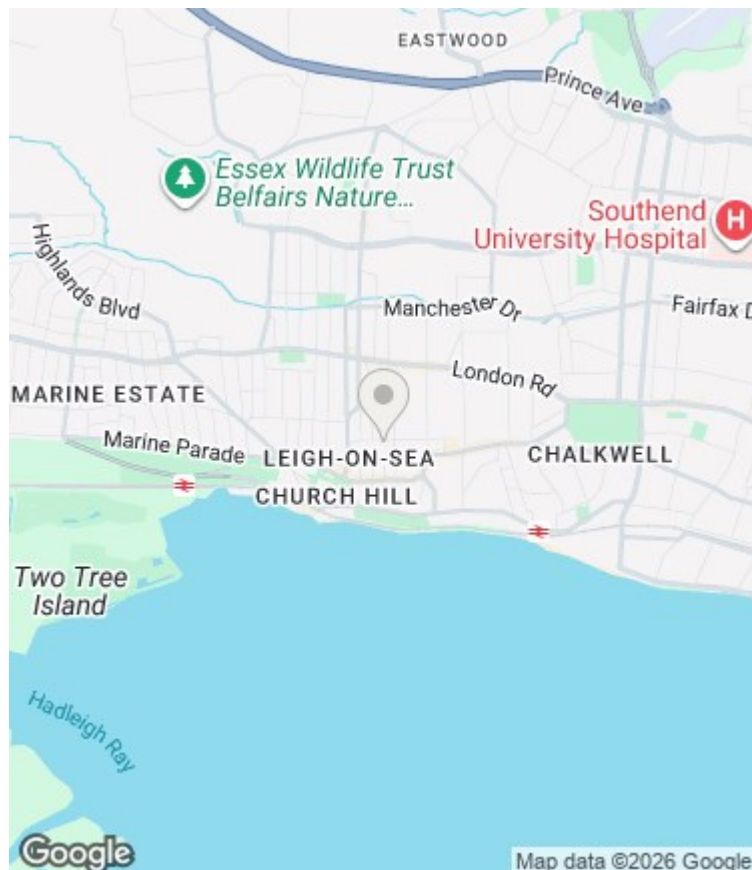 EASTWOOD
Prince Ave
Essex Wildlife Trust
Belfairs Nature...
Southend
University Hospital
H
Highlands Blvd
Manchester Dr
Fairfax D
London Rd
MARINE ESTATE
Marine Parade
LEIGH-ON-SEA
CHALKWELL
CHURCH HILL
Two Tree
Island
Hadleigh Ray
Google
Map data ©2026 Google